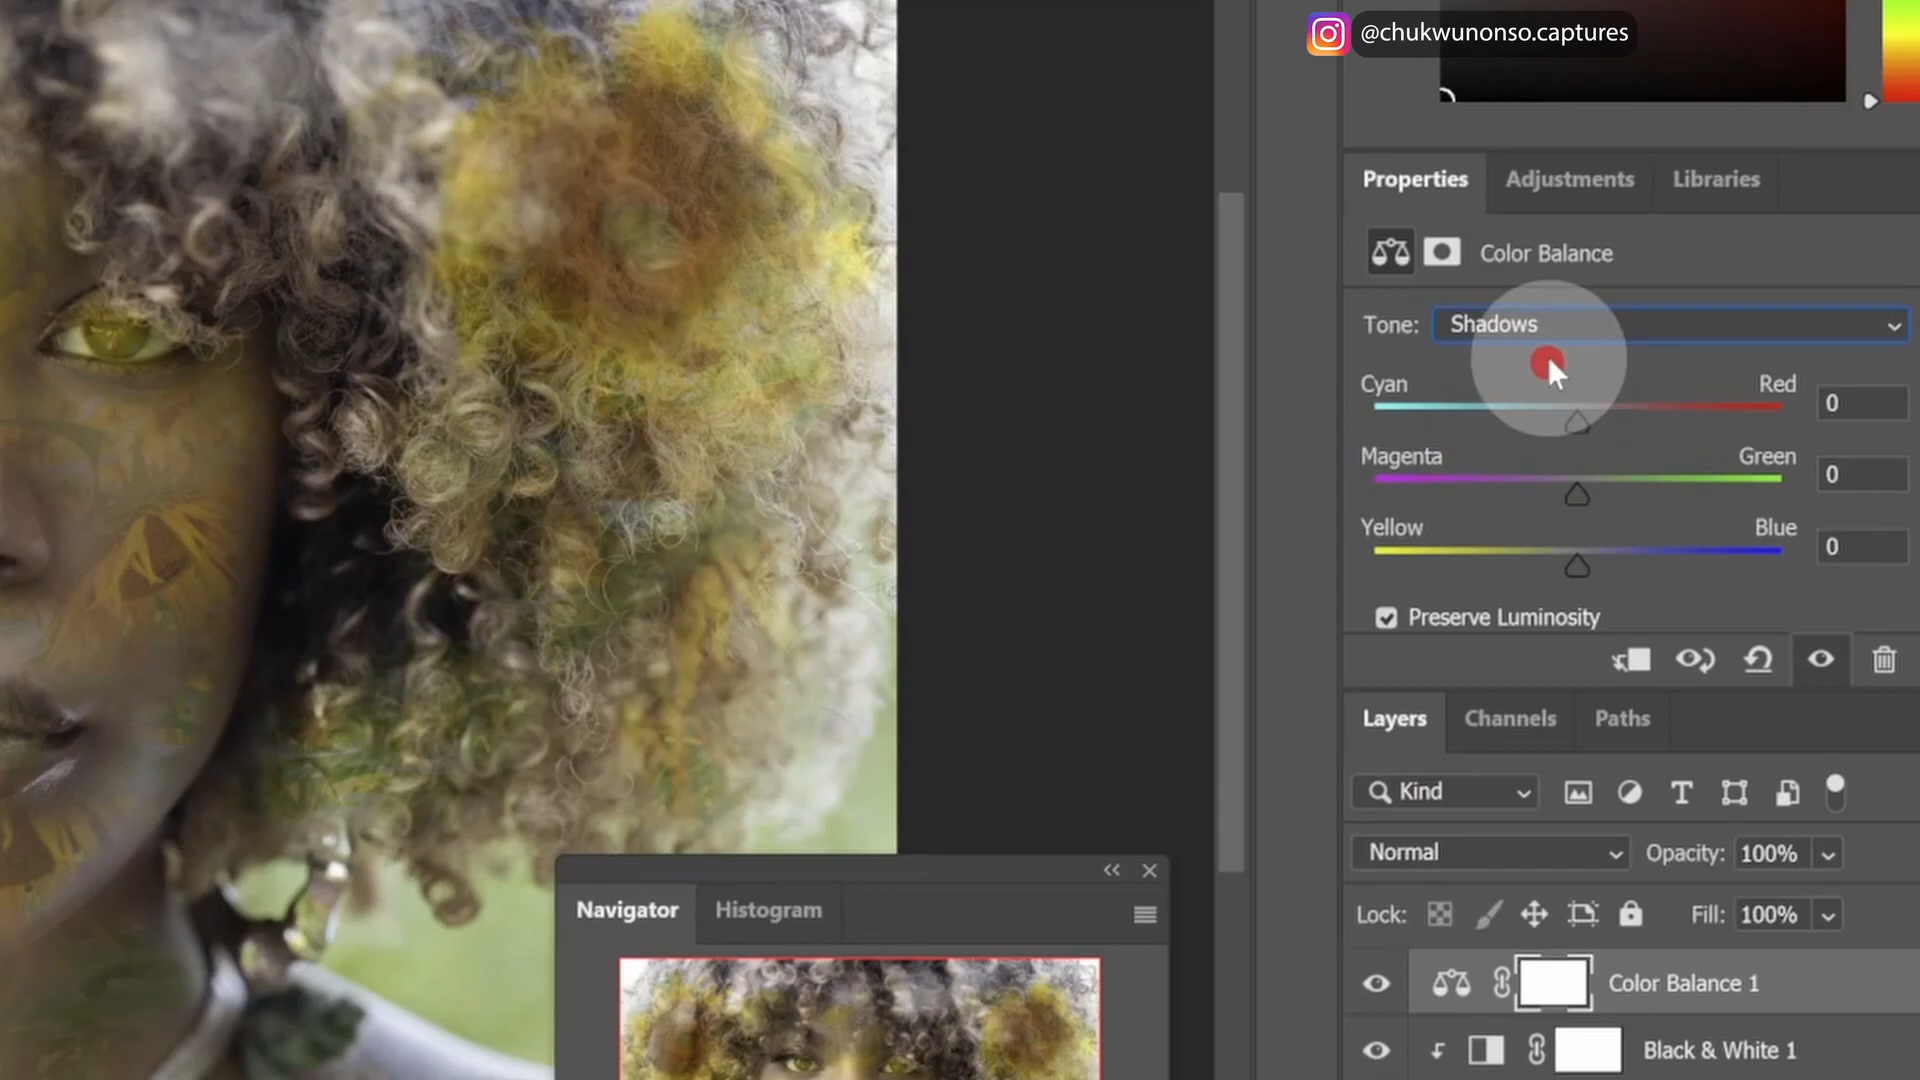 @chukwunonso.captures
Properties Adjustments Libraries
Color Balance
Tone: Shadows
Cyan Red 0
Magenta Green 0
Yellow Blue 0
Preserve Luminosity
Layers Channels Paths
Kind
Normal Opacity: 100%
Navigator Histogram
Lock: Fill: 100%
Color Balance 1
Black & White 1